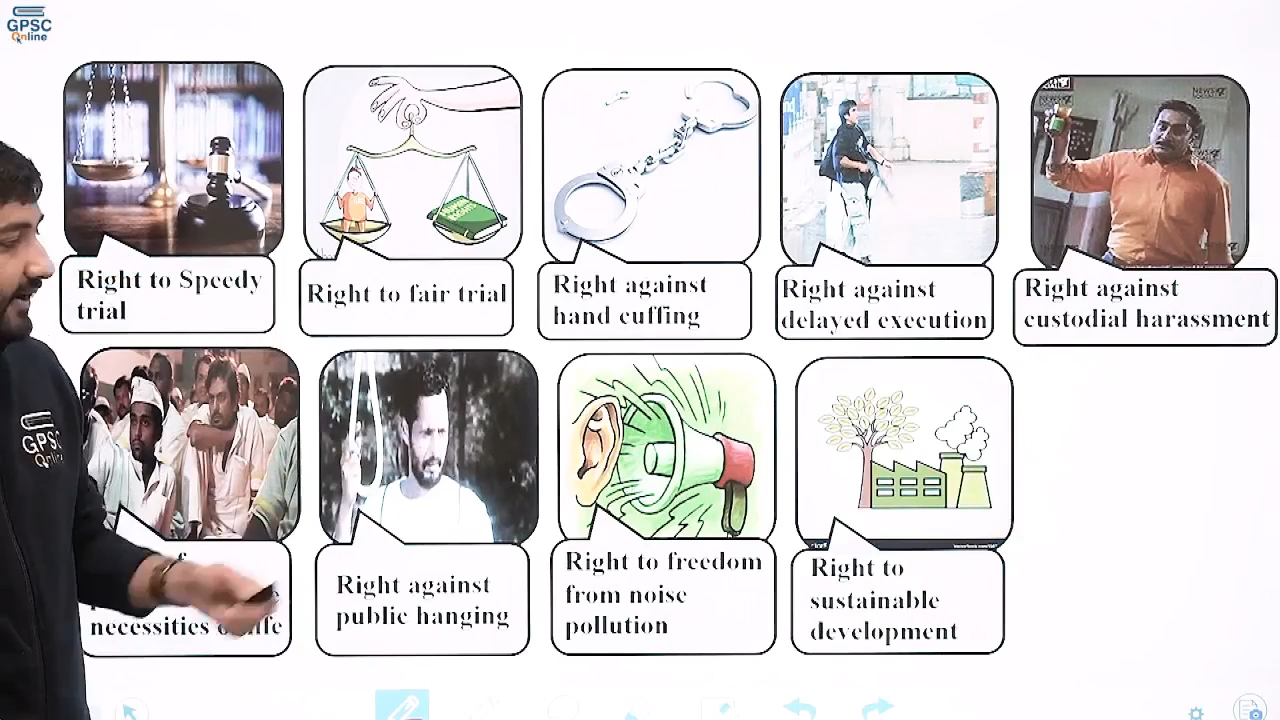 GPSC
Online
Right to Speedy
trial
Right to fair trial
Right against
hand cuffing
Right against
delayed execution
Right against
custodial harassment
necessities
Right against
public hanging
Right to freedom
from noise
pollution
Right to
sustainable
development
GPSC